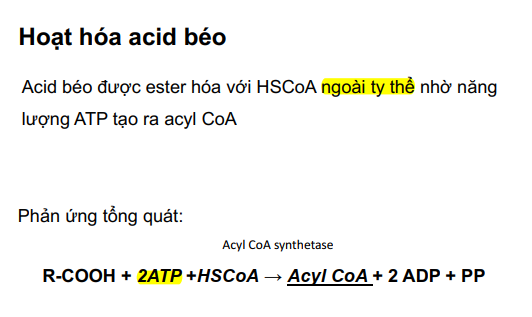 Hoạt hóa acid béo
Acid béo được ester hóa với HSCoA ngoài ty thể nhờ năng
lượng ATP tạo ra acyl CoA
Phản ứng tổng quát:
Acyl CoA synthetase
R-COOH + 2ATP +HSCoA → Acyl CoA + 2 ADP + PP